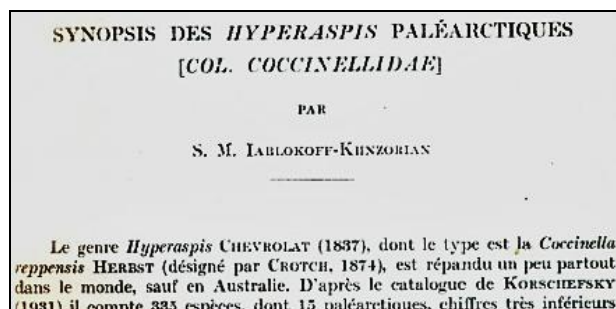 SYNOPSIS DES HYPERASPIS PALÉARCTIQUES
[COL. COCCINELLIDAE]
PAR
S. M. IABLOKOFF-KHNZORIAN
Le genre Hyperaspis CHEVROLAT (1837), dont le type est la Coccinella
reppensis HERBST (désigné par CROTCH, 1874), est répandu un peu partout
dans le monde, sauf en Australie. D'après le catalogue de KORSCHEFSKY
(1931) il compte 335 espèces, dont 15 paléarctiques, chiffres très inférieurs